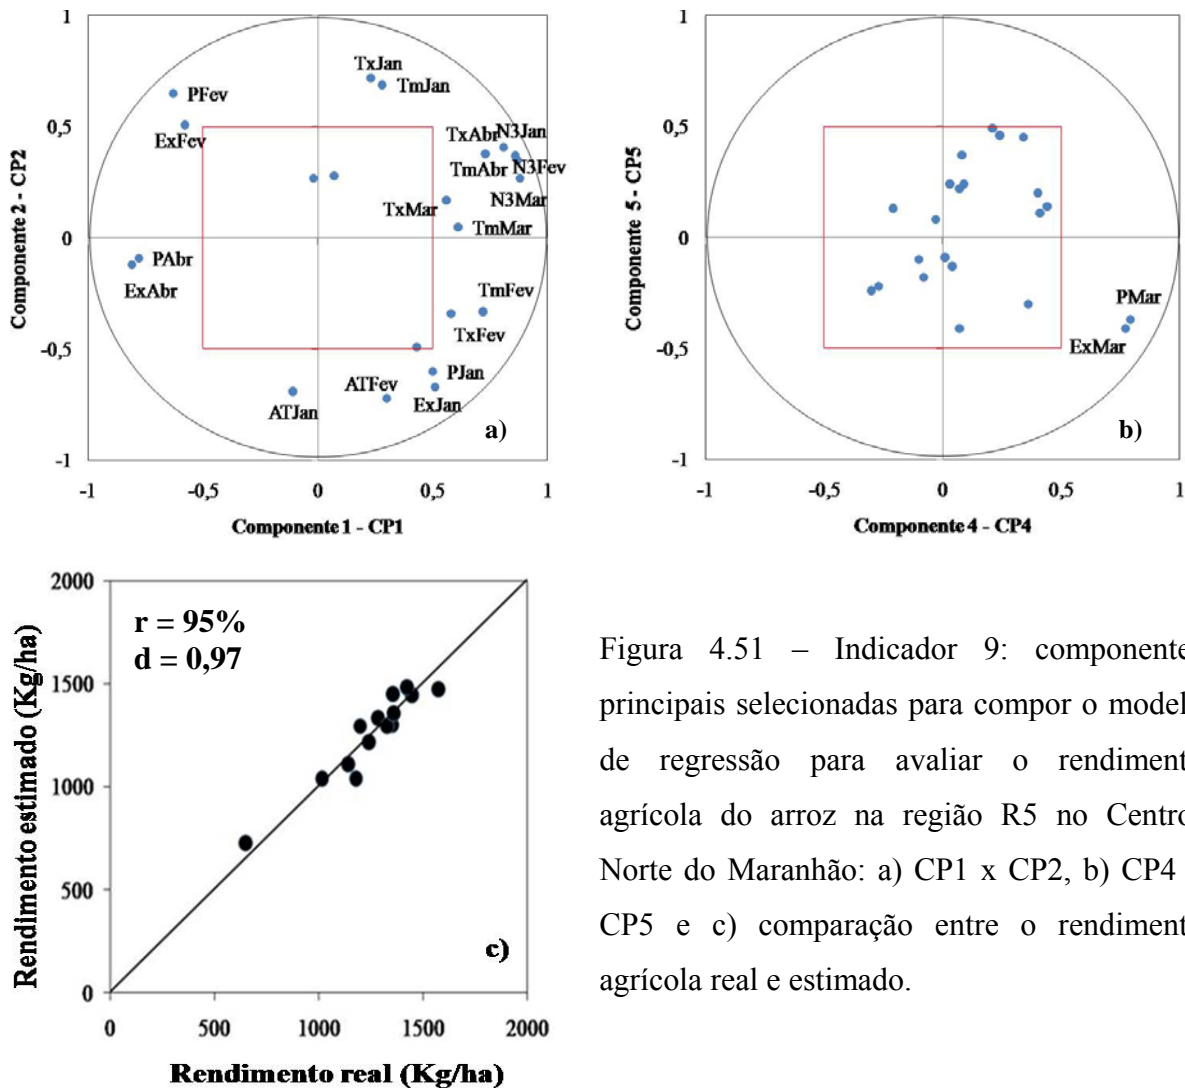 1
0,5
0
-0,5
-1
-1
-0,5
0
0,5
1
Componente 2 - CP2
Componente 1 - CP1
PFev
ExFev
TxJan
TmJan
TxAbr
N3Jan
TmAbr
N3Fev
N3Mar
TxMar
TmMar
PAbr
ExAbr
TmFev
TxFev
PJan
ATFev
ExJan
ATJan
a)
1
0,5
0
-0,5
-1
-1
-0,5
0
0,5
1
Componente 5 - CP5
Componente 4 - CP4
PMar
ExMar
b)
2000
1500
1000
500
0
0
500
1000
1500
2000
Rendimento estimado (Kg/ha)
Rendimento real (Kg/ha)
r = 95%
d = 0,97
c)
Figura 4.51 – Indicador 9: componente
principais selecionadas para compor o model
de regressão para avaliar o rendiment
agrícola do arroz na região R5 no Centro
Norte do Maranhão: a) CP1 x CP2, b) CP4
CP5 e c) comparação entre o rendiment
agrícola real e estimado.